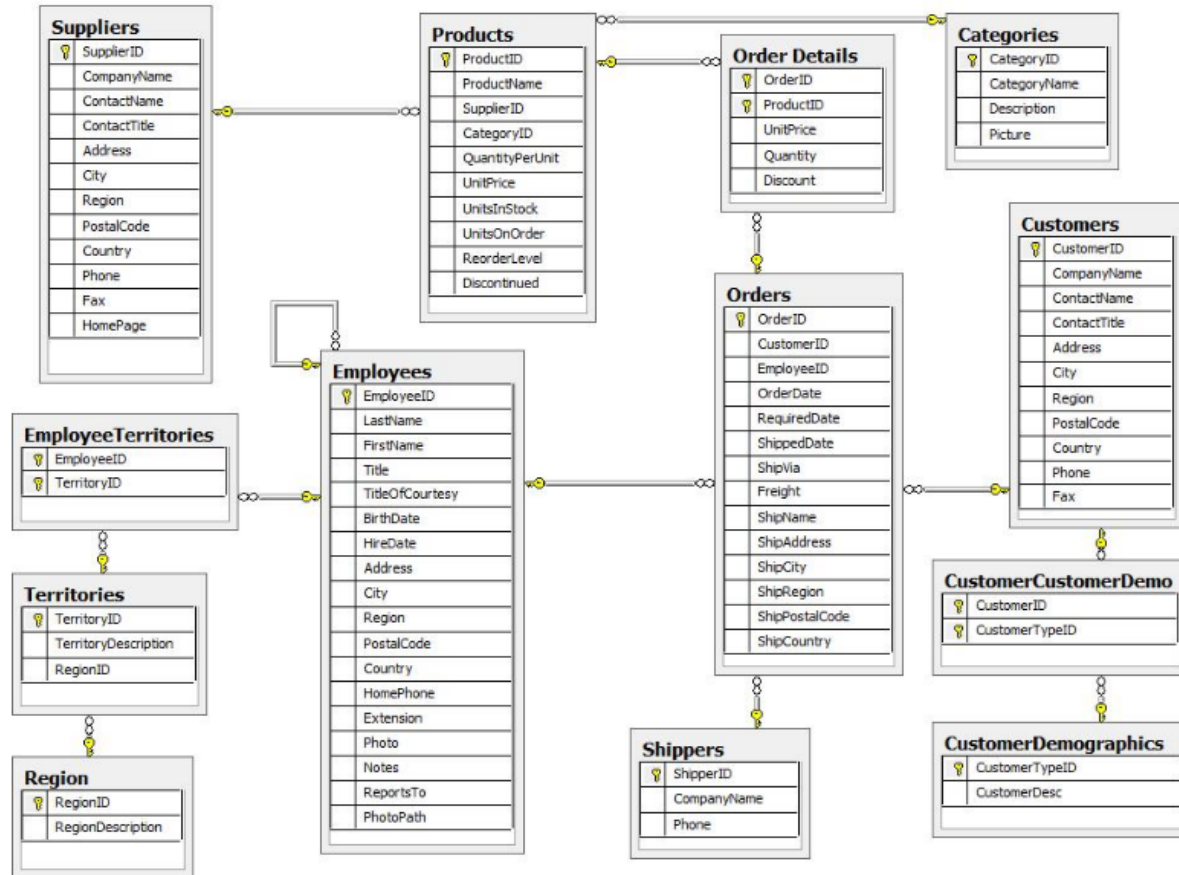 Suppliers
SupplierID
CompanyName
ContactName
ContactTitle
Address
City
Region
PostalCode
Country
Phone
Fax
HomePage
Products
ProductID
ProductName
SupplierID
CategoryID
QuantityPerUnit
UnitPrice
UnitsInStock
UnitsOnOrder
ReorderLevel
Discontinued
Order Details
OrderID
ProductID
UnitPrice
Quantity
Discount
Categories
CategoryID
CategoryName
Description
Picture
Customers
CustomerID
CompanyName
ContactName
ContactTitle
Address
City
Region
PostalCode
Country
Phone
Fax
Orders
OrderID
CustomerID
EmployeeID
OrderDate
RequiredDate
ShippedDate
ShipVia
Freight
ShipName
ShipAddress
ShipCity
ShipRegion
ShipPostalCode
ShipCountry
Employees
EmployeeID
LastName
FirstName
Title
TitleOfCourtesy
BirthDate
HireDate
Address
City
Region
PostalCode
Country
HomePhone
Extension
Photo
Notes
ReportsTo
PhotoPath
EmployeeTerritories
EmployeeID
TerritoryID
Territories
TerritoryID
TerritoryDescription
RegionID
Region
RegionID
RegionDescription
Shippers
ShipperID
CompanyName
Phone
CustomerCustomerDemo
CustomerID
CustomerTypeID
CustomerDemographics
CustomerTypeID
CustomerDesc